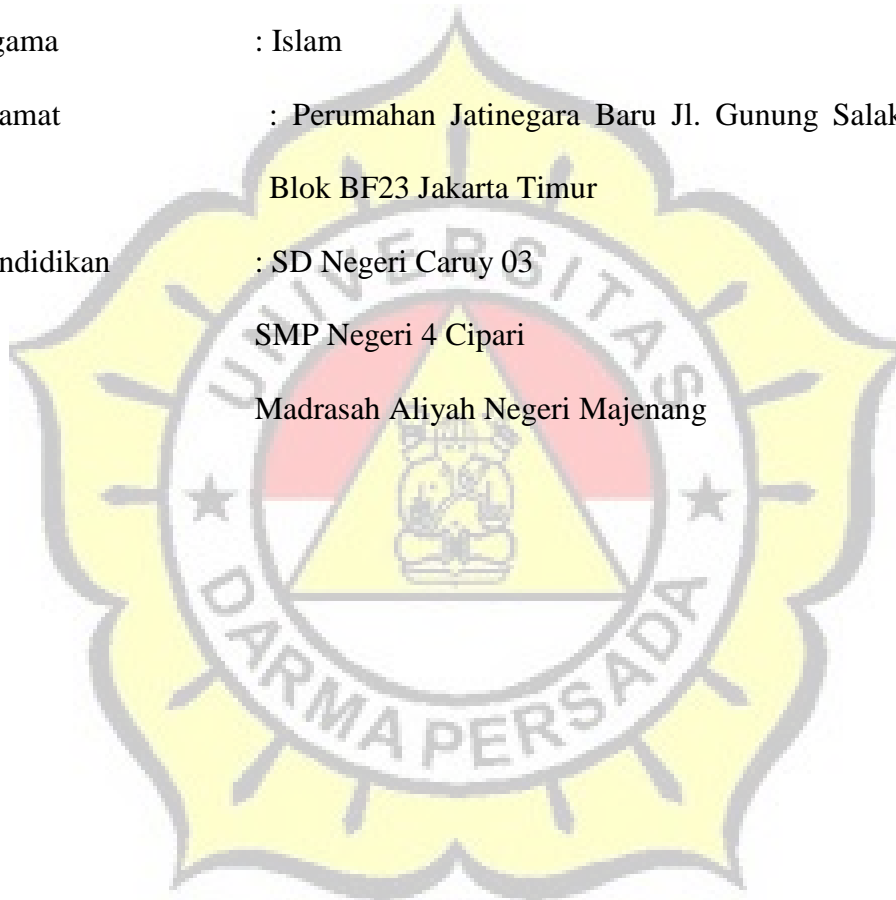 gama : Islam
amat : Perumahan Jatinegara Baru Jl. Gunung Salak
Blok BF23 Jakarta Timur
ndidikan : SD Negeri Caruy 03
SMP Negeri 4 Cipari
Madrasah Aliyah Negeri Majenang
UNIVERSITAS
DARMA PERSADA